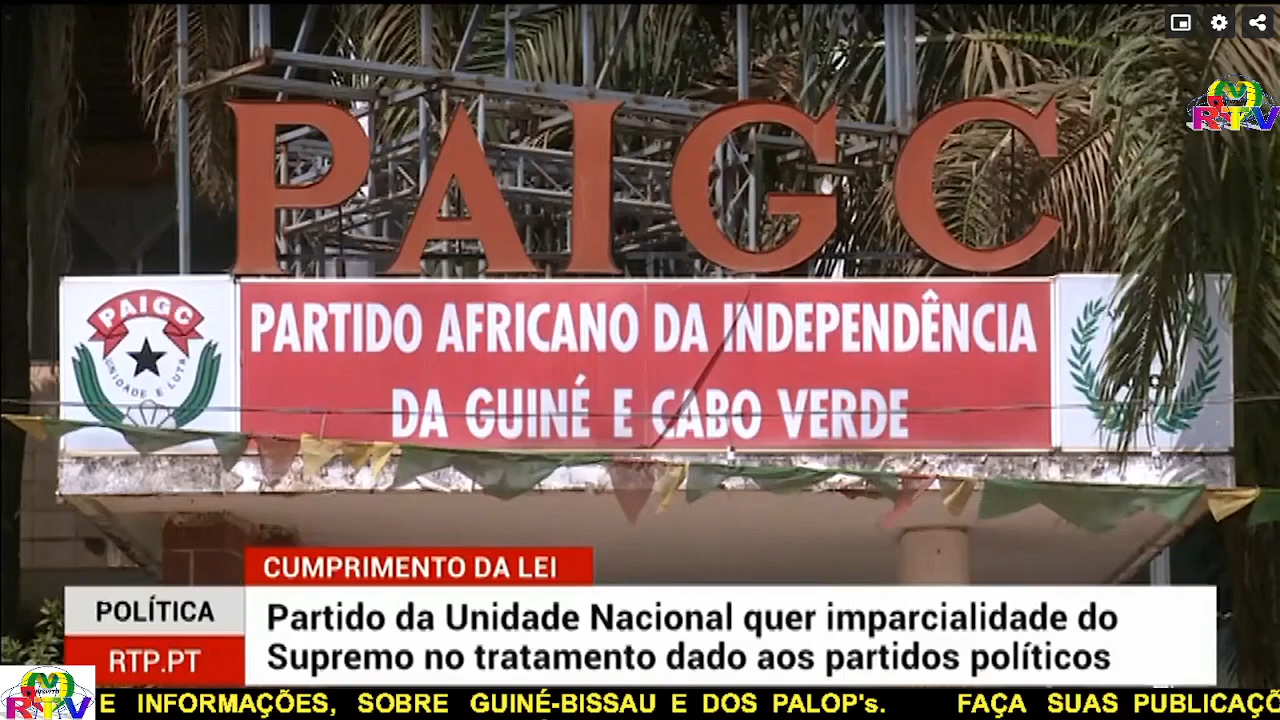 PAIGC
PARTIDO AFRICANO DA INDEPENDÊNCIA
DA GUINÉ E CABO VERDE
PAIGC
UNIDADE E LUTA
RTV
CUMPRIMENTO DA LEI
POLÍTICA
Partido da Unidade Nacional quer imparcialidade do
Supremo no tratamento dado aos partidos políticos
RTP.PT
RTV
E INFORMAÇÕES, SOBRE GUINÉ-BISSAU E DOS PALOP's. FAÇA SUAS PUBLICAÇÕ